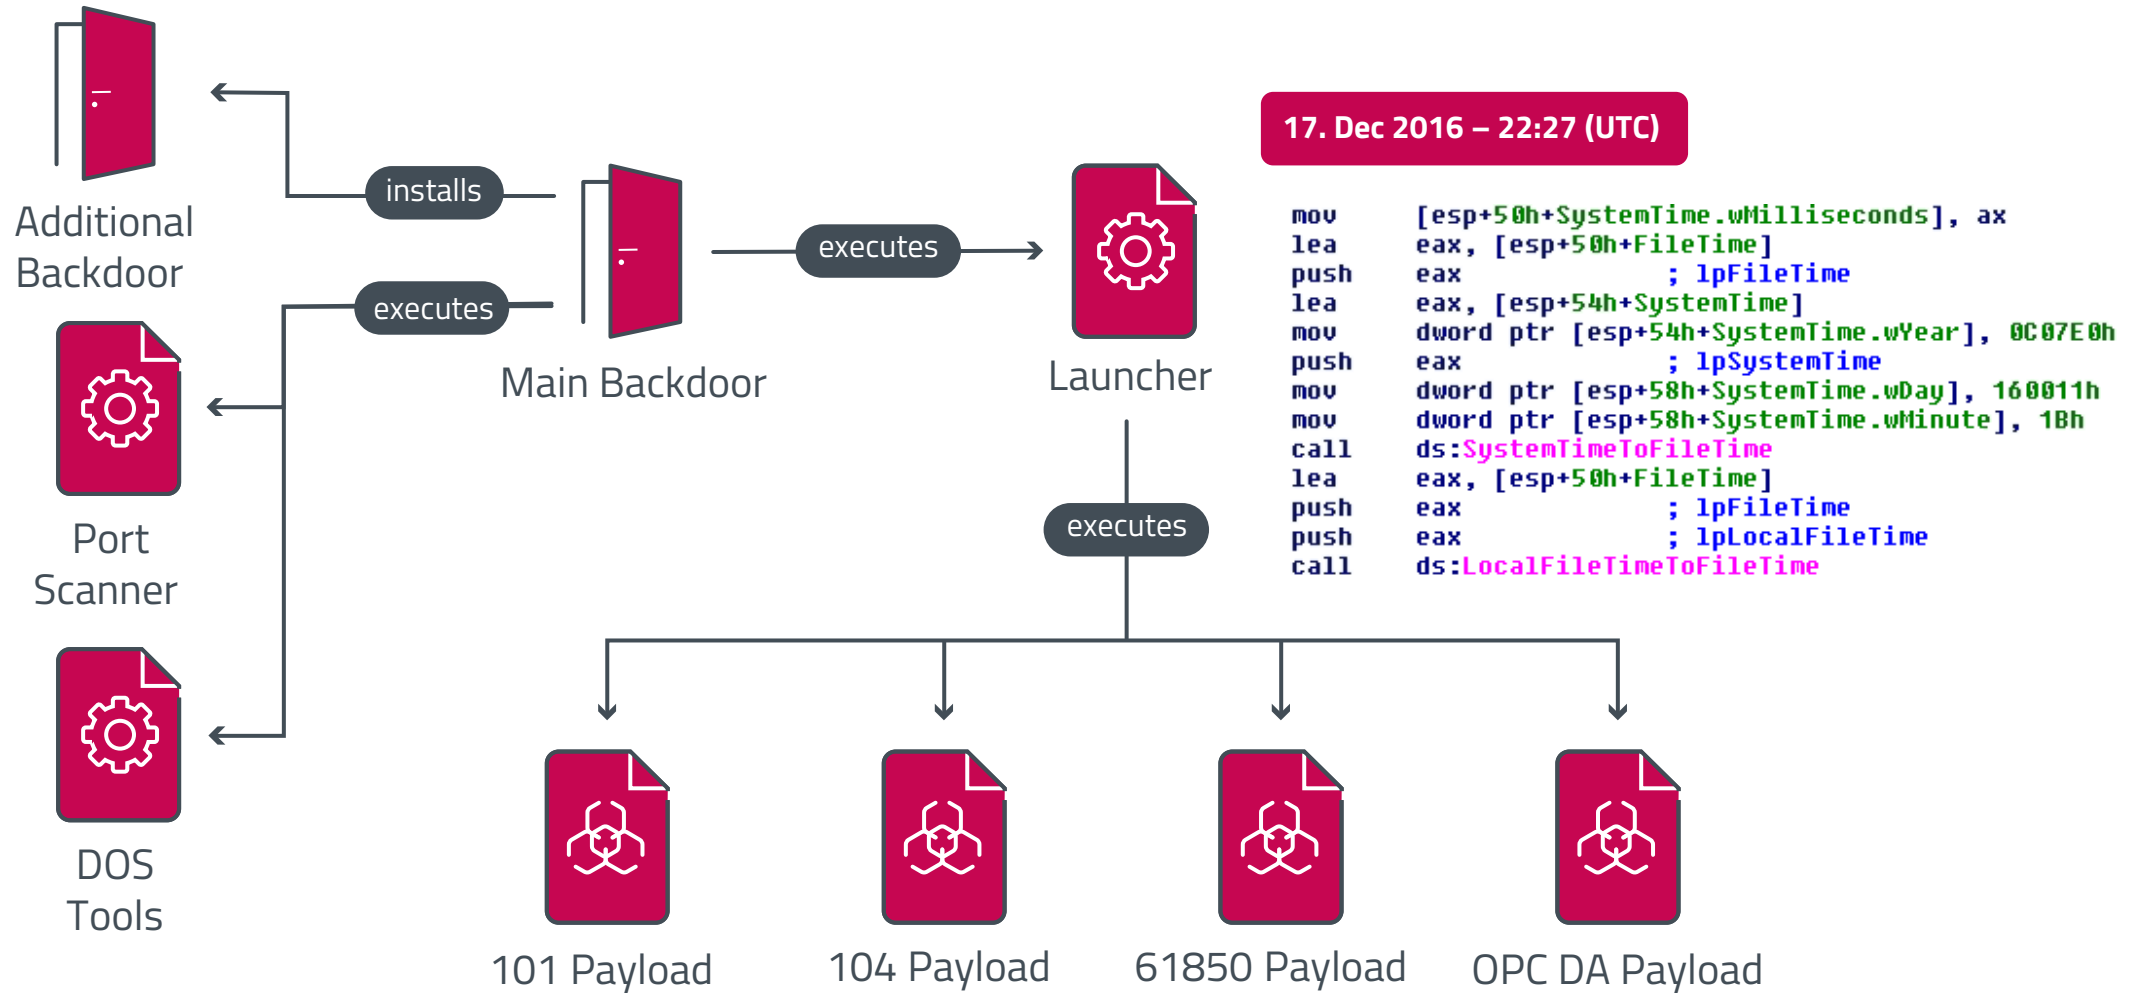 Additional
Backdoor
installs
executes
Port
Scanner
DOS
Tools
Main Backdoor
executes
Launcher
executes
101 Payload
104 Payload
61850 Payload
OPC DA Payload
17. Dec 2016 – 22:27 (UTC)
mov [esp+50h+SystemTime.wMilliseconds], ax
lea eax, [esp+50h+FileTime]
push eax ; lpFileTime
lea eax, [esp+54h+SystemTime]
mov dword ptr [esp+54h+SystemTime.wYear], 0C07E0h
push eax ; lpSystemTime
mov dword ptr [esp+58h+SystemTime.wDay], 160011h
mov dword ptr [esp+58h+SystemTime.wMinute], 1Bh
call ds:SystemTimeToFileTime
lea eax, [esp+50h+FileTime]
push eax ; lpFileTime
push eax ; lpLocalFileTime
call ds:LocalFileTimeToFileTime